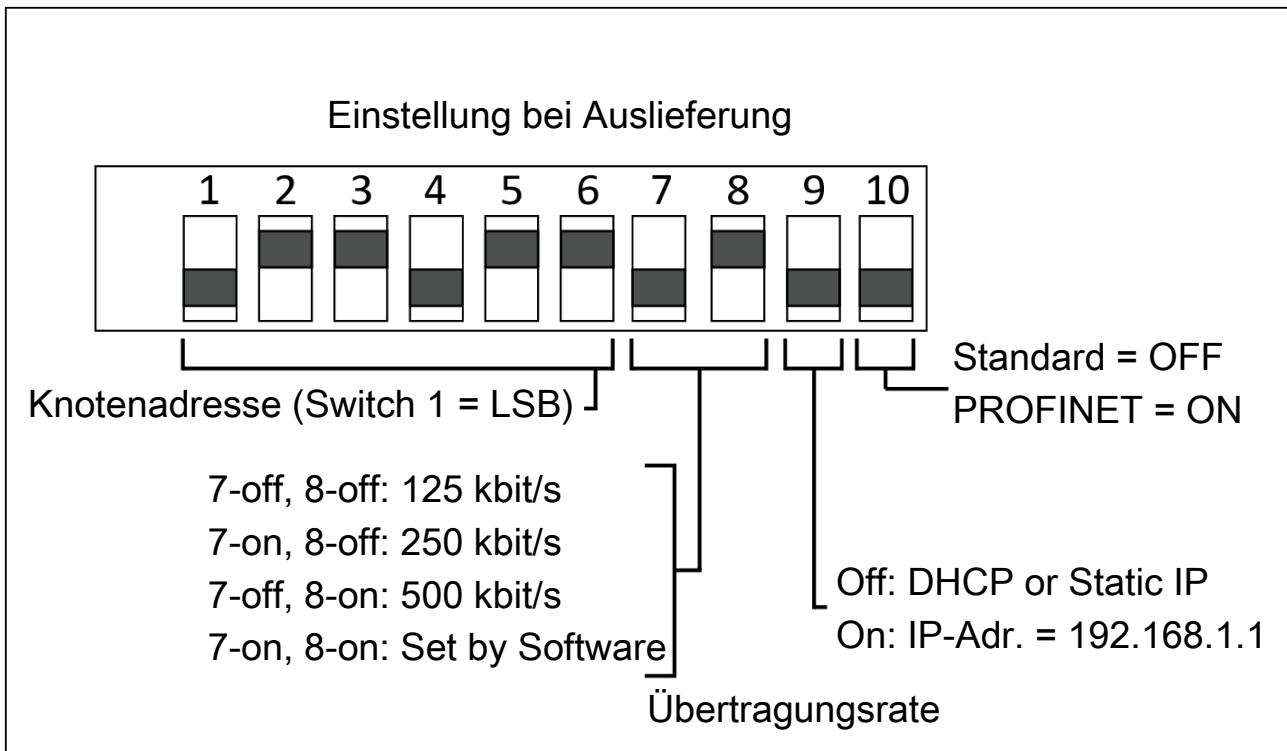 Einstellung bei Auslieferung
1 2 3 4 5 6 7 8 9 10
Knotenadresse (Switch 1 = LSB)
7-off, 8-off: 125 kbit/s
7-on, 8-off: 250 kbit/s
7-off, 8-on: 500 kbit/s
7-on, 8-on: Set by Software
Übertragungsrate
Off: DHCP or Static IP
On: IP-Adr. = 192.168.1.1
Standard = OFF
PROFINET = ON